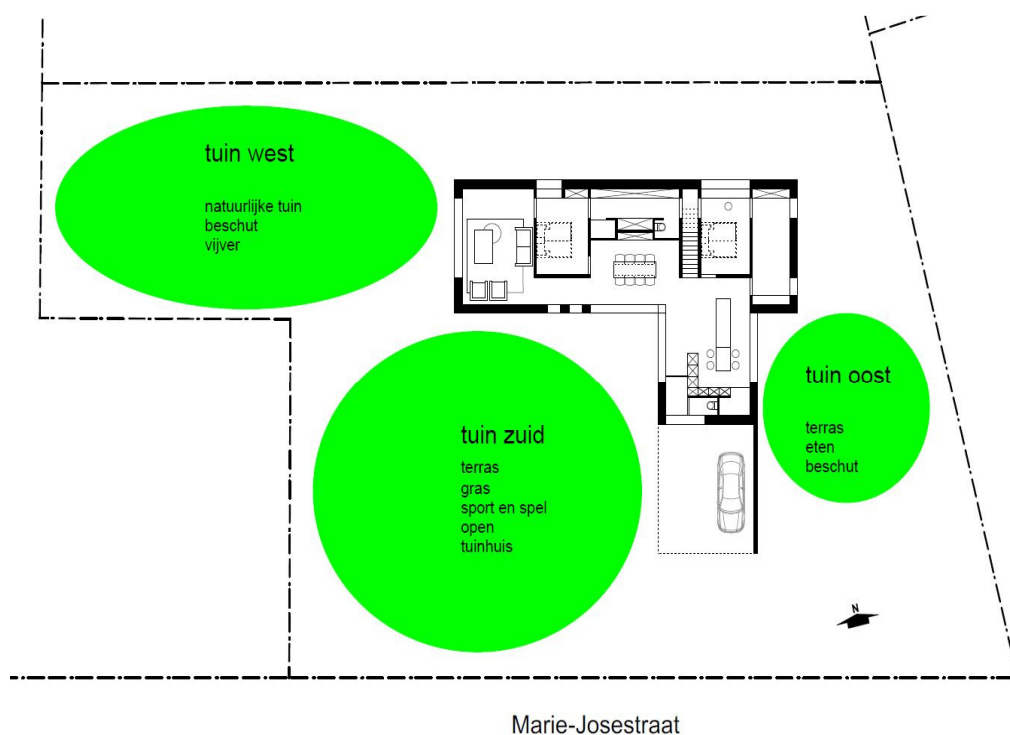 tuin west
natuurlijke tuin
beschut
vijver
tuin zuid
terras
gras
sport en spel
open
tuinhuis
tuin oost
terras
eten
beschut
N
Marie-Josestraat